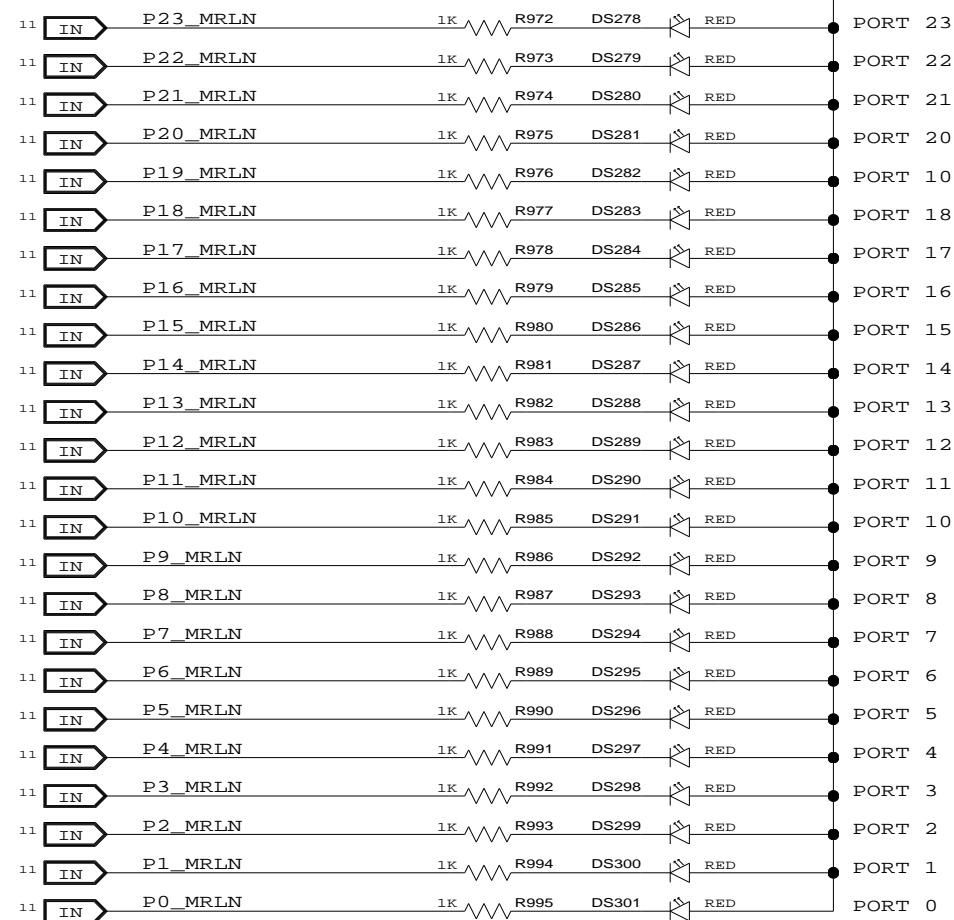 11 IN P23_MRLN 1K R972 DS278 RED PORT 23
11 IN P22_MRLN 1K R973 DS279 RED PORT 22
11 IN P21_MRLN 1K R974 DS280 RED PORT 21
11 IN P20_MRLN 1K R975 DS281 RED PORT 20
11 IN P19_MRLN 1K R976 DS282 RED PORT 10
11 IN P18_MRLN 1K R977 DS283 RED PORT 18
11 IN P17_MRLN 1K R978 DS284 RED PORT 17
11 IN P16_MRLN 1K R979 DS285 RED PORT 16
11 IN P15_MRLN 1K R980 DS286 RED PORT 15
11 IN P14_MRLN 1K R981 DS287 RED PORT 14
11 IN P13_MRLN 1K R982 DS288 RED PORT 13
11 IN P12_MRLN 1K R983 DS289 RED PORT 12
11 IN P11_MRLN 1K R984 DS290 RED PORT 11
11 IN P10_MRLN 1K R985 DS291 RED PORT 10
11 IN P9_MRLN 1K R986 DS292 RED PORT 9
11 IN P8_MRLN 1K R987 DS293 RED PORT 8
11 IN P7_MRLN 1K R988 DS294 RED PORT 7
11 IN P6_MRLN 1K R989 DS295 RED PORT 6
11 IN P5_MRLN 1K R990 DS296 RED PORT 5
11 IN P4_MRLN 1K R991 DS297 RED PORT 4
11 IN P3_MRLN 1K R992 DS298 RED PORT 3
11 IN P2_MRLN 1K R993 DS299 RED PORT 2
11 IN P1_MRLN 1K R994 DS300 RED PORT 1
11 IN P0_MRLN 1K R995 DS301 RED PORT 0